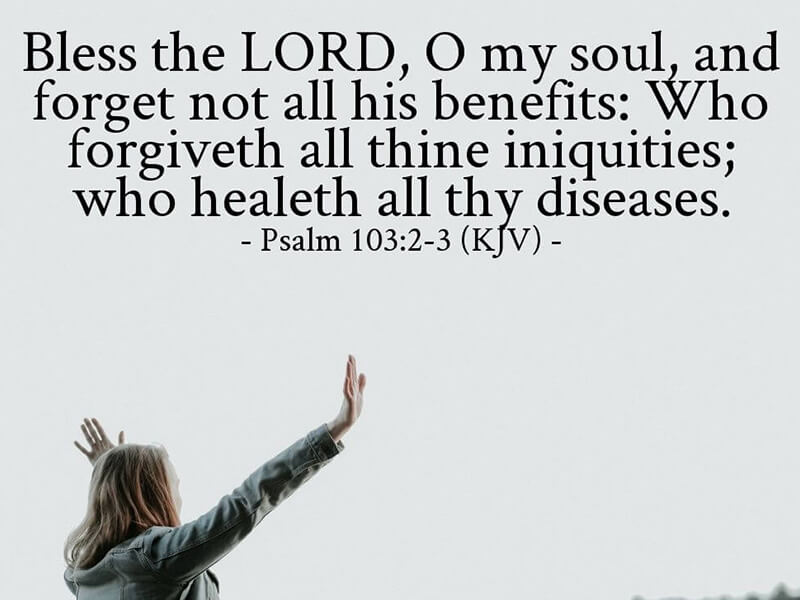 Bless the LORD, O my soul, and
forget not all his benefits: Who
forgiveth all thine iniquities;
who healeth all thy diseases.
- Psalm 103:2-3 (KJV) -